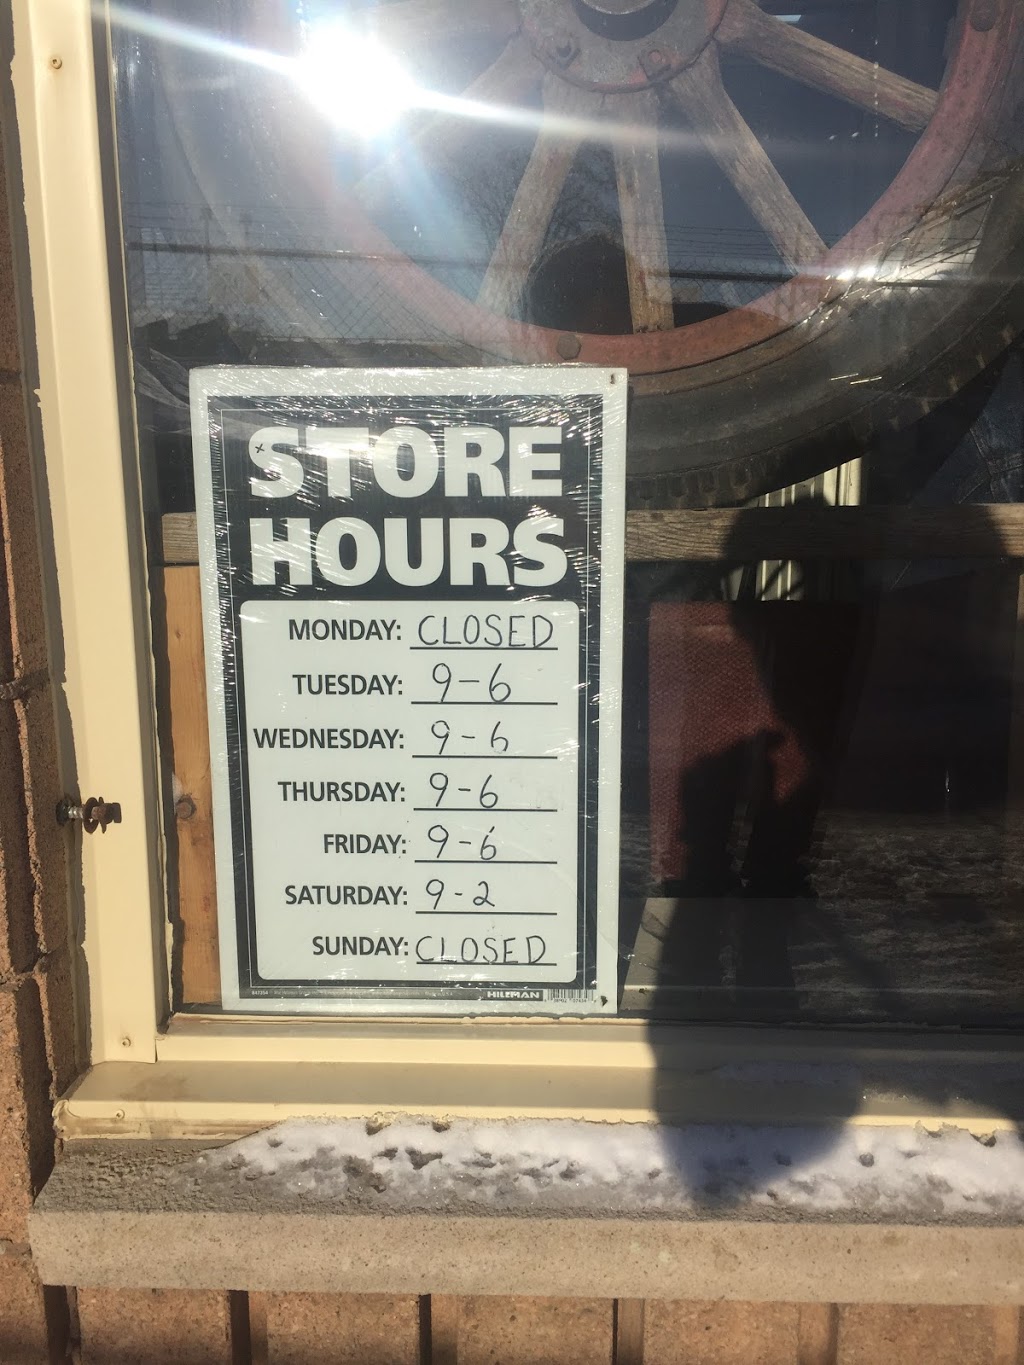 STORE
HOURS
MONDAY: CLOSED
TUESDAY: 9-6
WEDNESDAY: 9-6
THURSDAY: 9-6
FRIDAY: 9-6
SATURDAY: 9-2
SUNDAY: CLOSED
HILLMAN